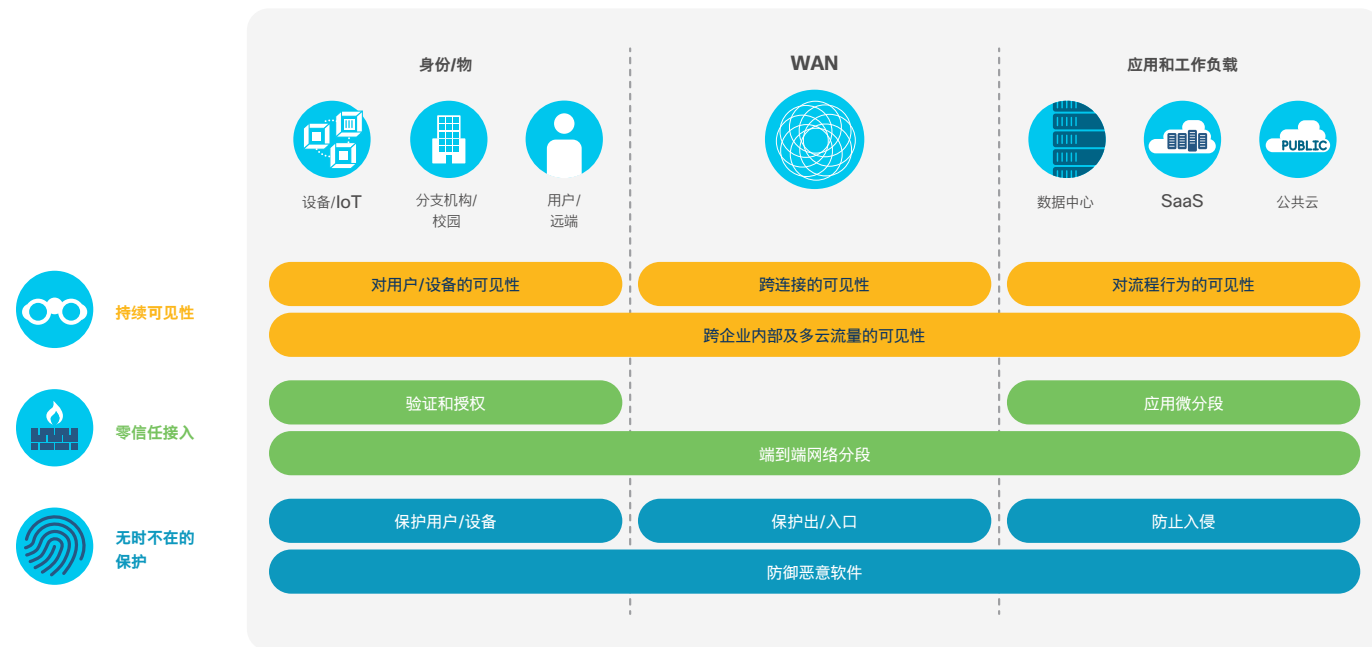 身份/物
WAN
应用和工作负载
PUBLIC
设备/IoT
分支机构/
校园
用户/
远端
数据中心
SaaS
公共云
持续可见性
对用户/设备的可见性
跨连接的可见性
对流程行为的可见性
跨企业内部及多云流量的可见性
零信任接入
验证和授权
应用微分段
端到端网络分段
无时不在的
保护
保护用户/设备
保护出/入口
防止入侵
防御恶意软件